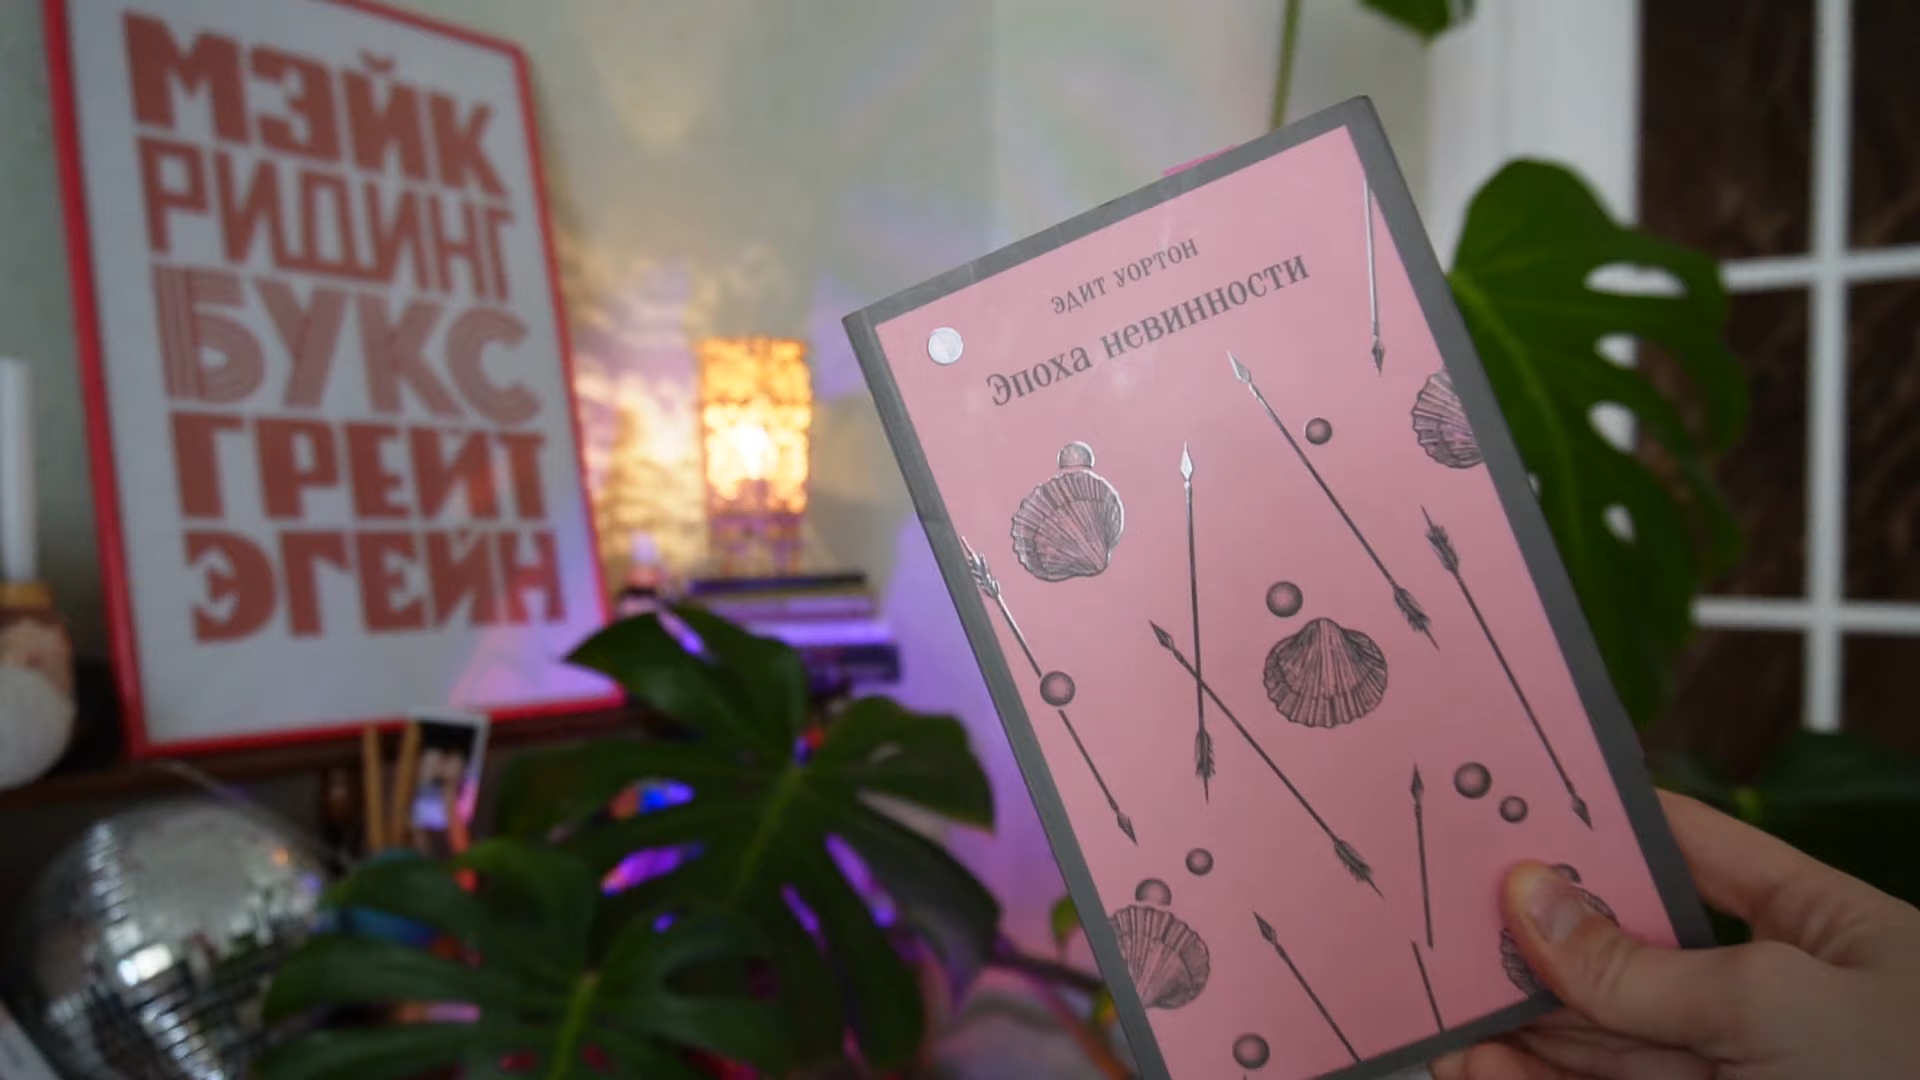 МЭЙК
РИДИНГ
БУКС
ГРЕЙТ
ЭГЕЙН
ЭДИТ УОРТОН
Эпоха невинности